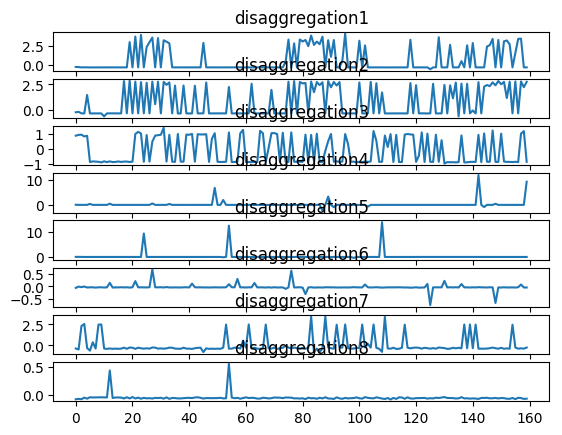 disaggregation1
2.5
0.0
disaggregation2
2.5
0.0
disaggregation3
1
0
−1
disaggregation4
10
0
disaggregation5
10
0
disaggregation6
0.5
0.0
−0.5
disaggregation7
2.5
0.0
disaggregation8
0.5
0.0
0 20 40 60 80 100 120 140 160